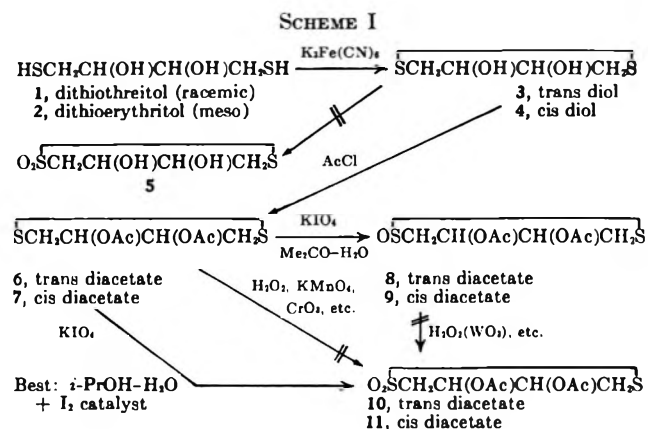 SCHEME I
K₃Fe(CN)₆
HSCH₂CH(OH)CH(OH)CH₂SH
SCH₂CH(OH)CH(OH)CH₂S
1, dithiothreitol (racemic)
2, dithioerythritol (meso)
3, trans diol
4, cis diol
O₂SCH₂CH(OH)CH(OH)CH₂S
5
AcCl
SCH₂CH(OAc)CH(OAc)CH₂S
KIO₄
Me₂CO–H₂O
OSCH₂CH(OAc)CH(OAc)CH₂S
6, trans diacetate
7, cis diacetate
8, trans diacetate
9, cis diacetate
H₂O₂, KMnO₄,
CrO₃, etc.
KIO₄
H₂O₂(WO₃), etc.
Best: i-PrOH–H₂O
+ I₂ catalyst
O₂SCH₂CH(OAc)CH(OAc)CH₂S
10, trans diacetate
11, cis diacetate